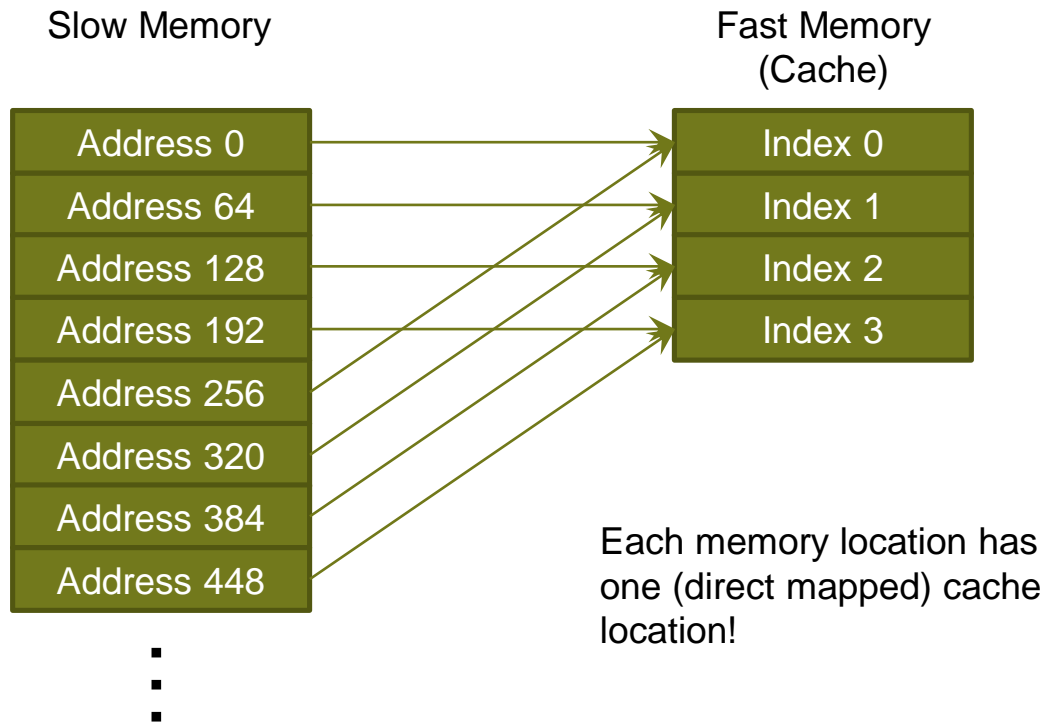 Slow Memory
Address 0
Address 64
Address 128
Address 192
Address 256
Address 320
Address 384
Address 448
Fast Memory
(Cache)
Index 0
Index 1
Index 2
Index 3
Each memory location has
one (direct mapped) cache
location!